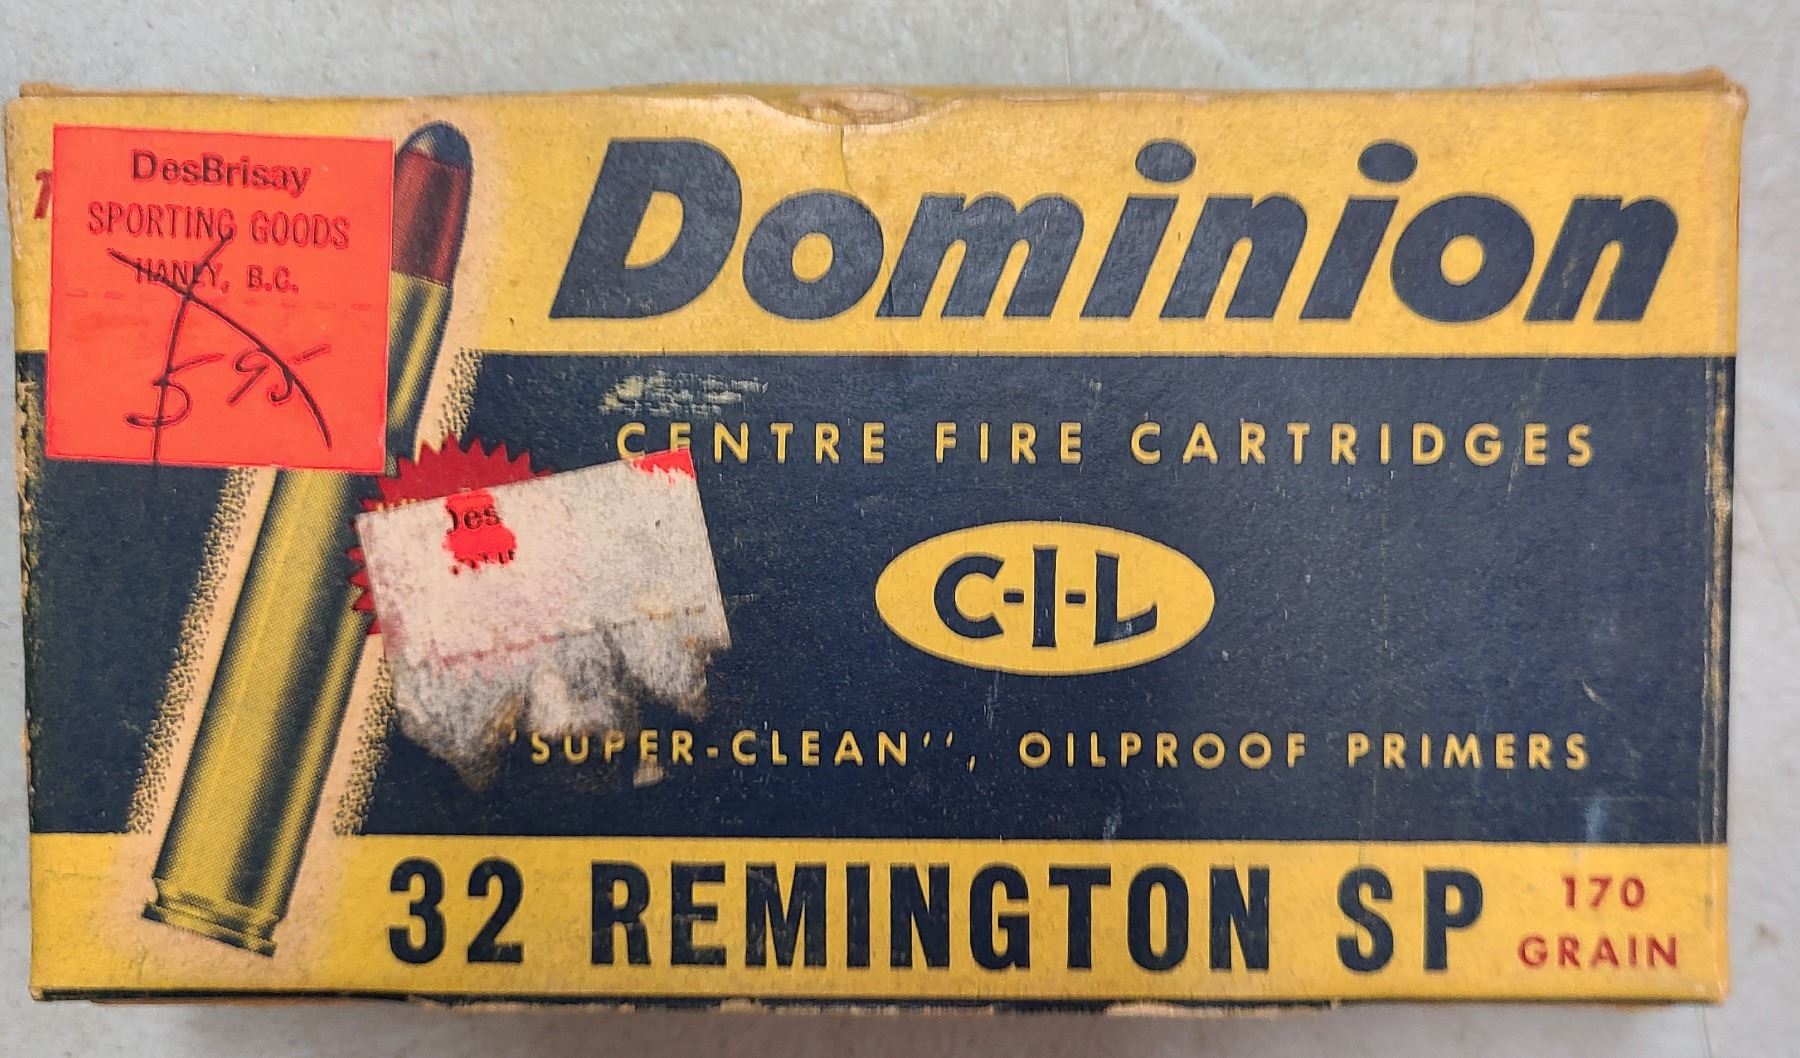 DesBrisay
SPORTING GOODS
HANEY, B.C.
5 95
Dominion
CENTRE FIRE CARTRIDGES
Des
C-I-L
"SUPER-CLEAN", OILPROOF PRIMERS
32 REMINGTON SP
170
GRAIN